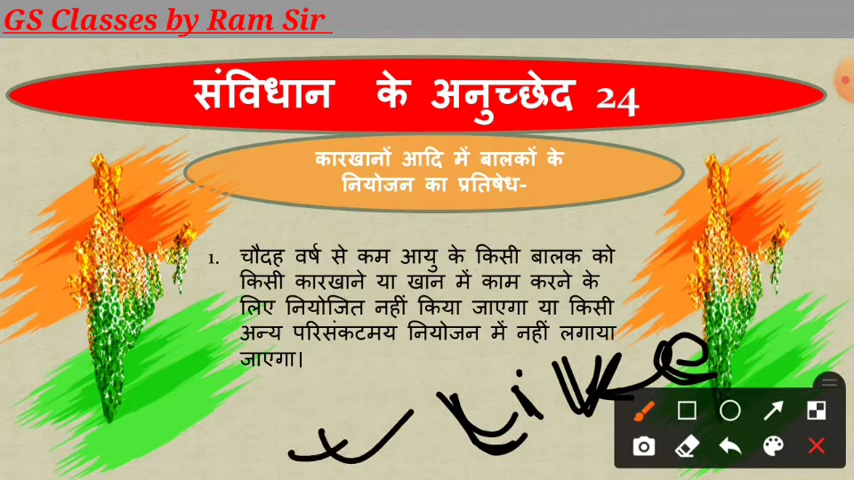 GS Classes by Ram Sir
संविधान के अनुच्छेद 24
कारखानों आदि में बालकों के
नियोजन का प्रतिषेध-
1. चौदह वर्ष से कम आयु के किसी बालक को
किसी कारखाने या खान में काम करने के
लिए नियोजित नहीं किया जाएगा या किसी
अन्य परिसंकटमय नियोजन में नहीं लगाया
जाएगा।
Like